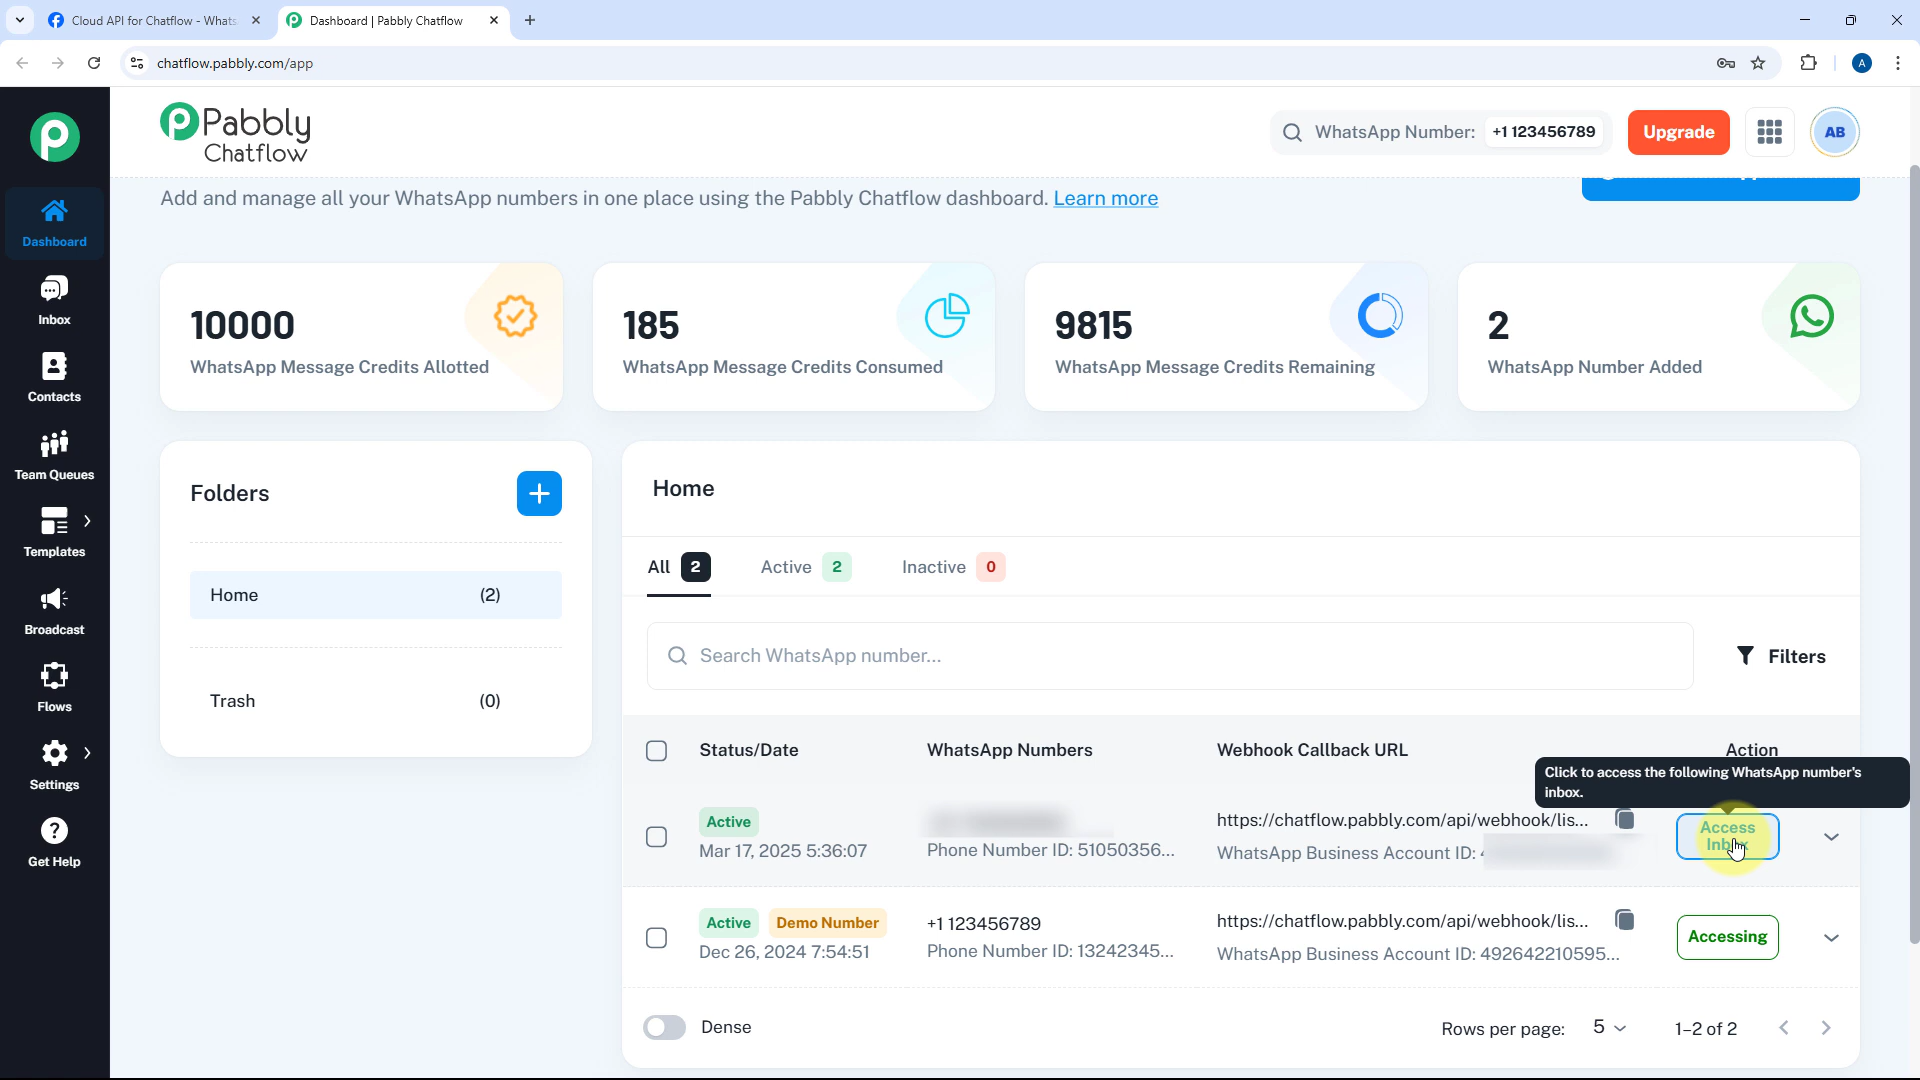 Cloud API for Chatflow - Whats
Dashboard | Pabbly Chatflow
chatflow.pabbly.com/app
A
Pabbly
Chatflow
WhatsApp Number: +1 123456789
Upgrade
AB
Add and manage all your WhatsApp numbers in one place using the Pabbly Chatflow dashboard. Learn more
Dashboard
Inbox
Contacts
Team Queues
Templates
Broadcast
Flows
Settings
Get Help
10000
WhatsApp Message Credits Allotted
185
WhatsApp Message Credits Consumed
9815
WhatsApp Message Credits Remaining
2
WhatsApp Number Added
Folders
Home (2)
Trash (0)
Home
All 2 Active 2 Inactive 0
Search WhatsApp number...
Filters
Status/Date WhatsApp Numbers Webhook Callback URL Action
Click to access the following WhatsApp number's
inbox.
Active
Mar 17, 2025 5:36:07
Phone Number ID: 51050356...
https://chatflow.pabbly.com/api/webhook/lis...
WhatsApp Business Account ID:
Access
Inbox
Active Demo Number
Dec 26, 2024 7:54:51
+1 123456789
Phone Number ID: 13242345...
https://chatflow.pabbly.com/api/webhook/lis...
WhatsApp Business Account ID: 492642210595...
Accessing
Dense
Rows per page: 5 1–2 of 2